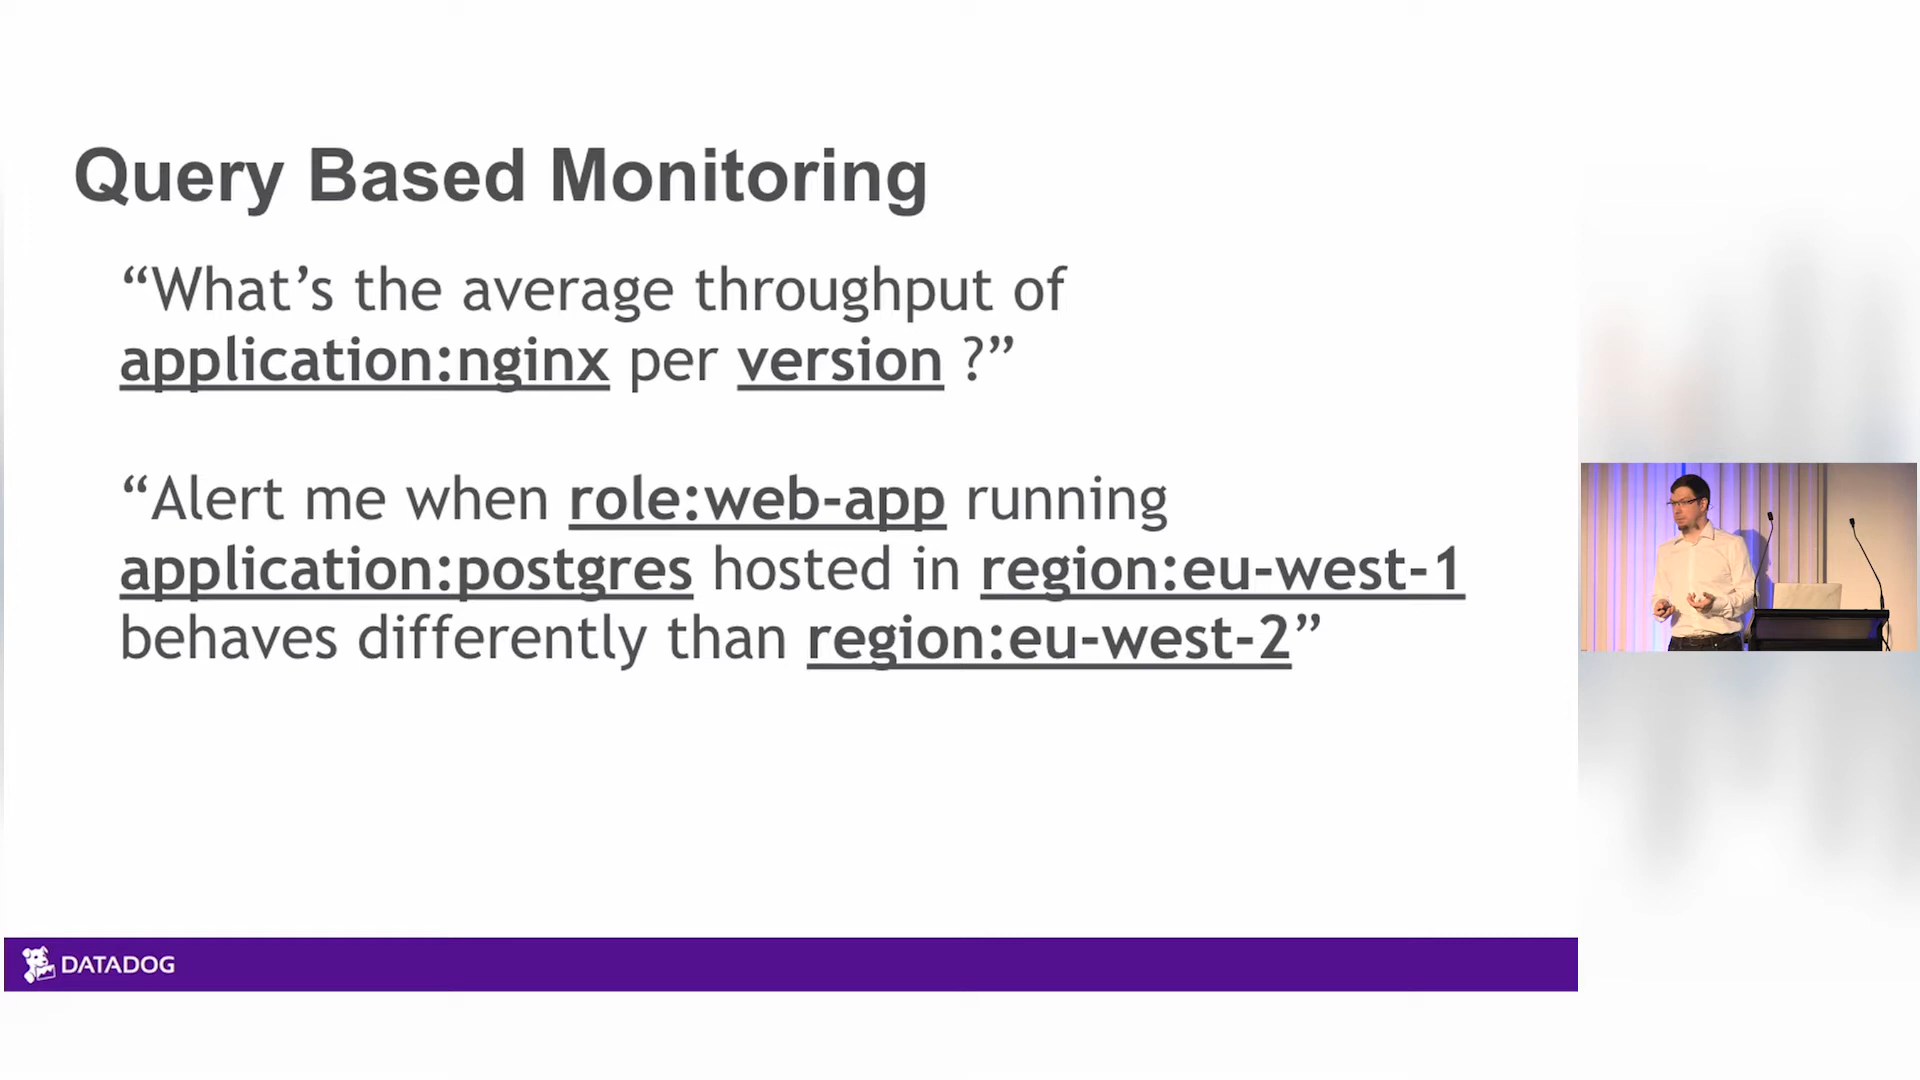 Query Based Monitoring
“What’s the average throughput of
application:nginx per version ?”
“Alert me when role:web-app running
application:postgres hosted in region:eu-west-1
behaves differently than region:eu-west-2”
DATADOG